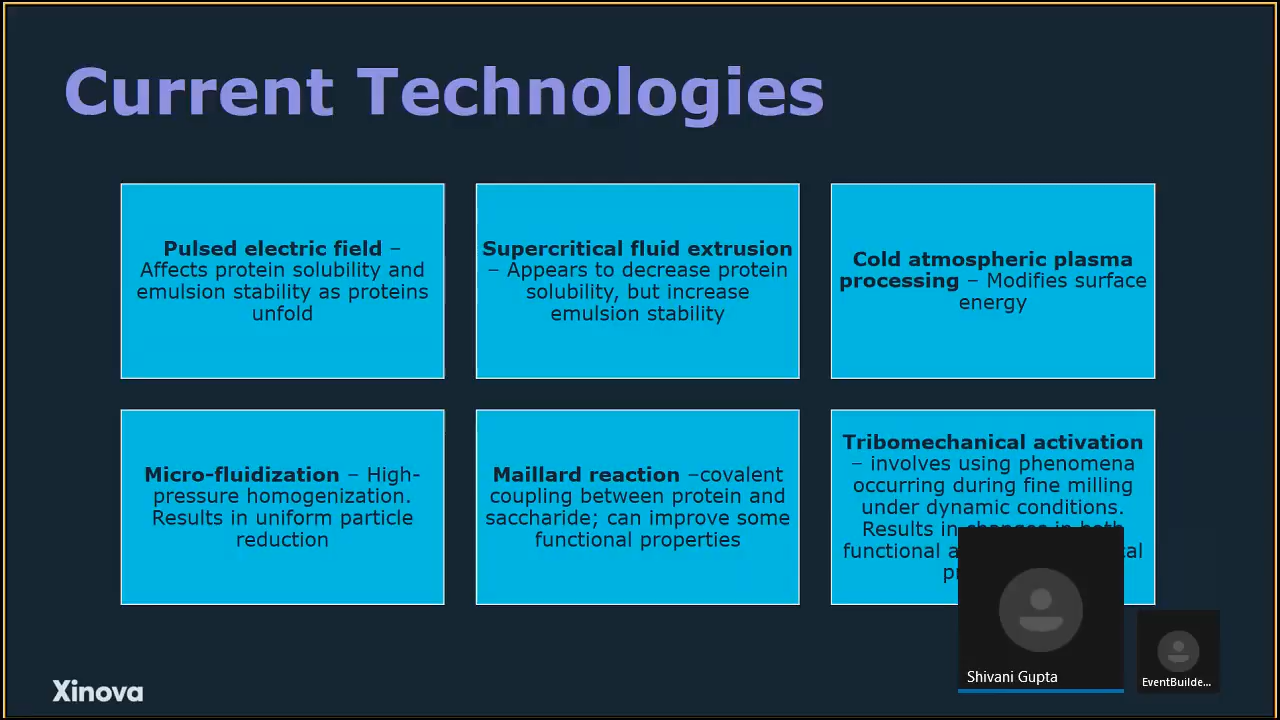 Current Technologies
Pulsed electric field –
Affects protein solubility and
emulsion stability as proteins
unfold
Supercritical fluid extrusion
– Appears to decrease protein
solubility, but increase
emulsion stability
Cold atmospheric plasma
processing – Modifies surface
energy
Micro-fluidization – High-
pressure homogenization.
Results in uniform particle
reduction
Maillard reaction –covalent
coupling between protein and
saccharide; can improve some
functional properties
Tribomechanical activation
– involves using phenomena
occurring during fine milling
under dynamic conditions.
Results in changes in both
functional
Xinova
Shivani Gupta
EventBuilde...